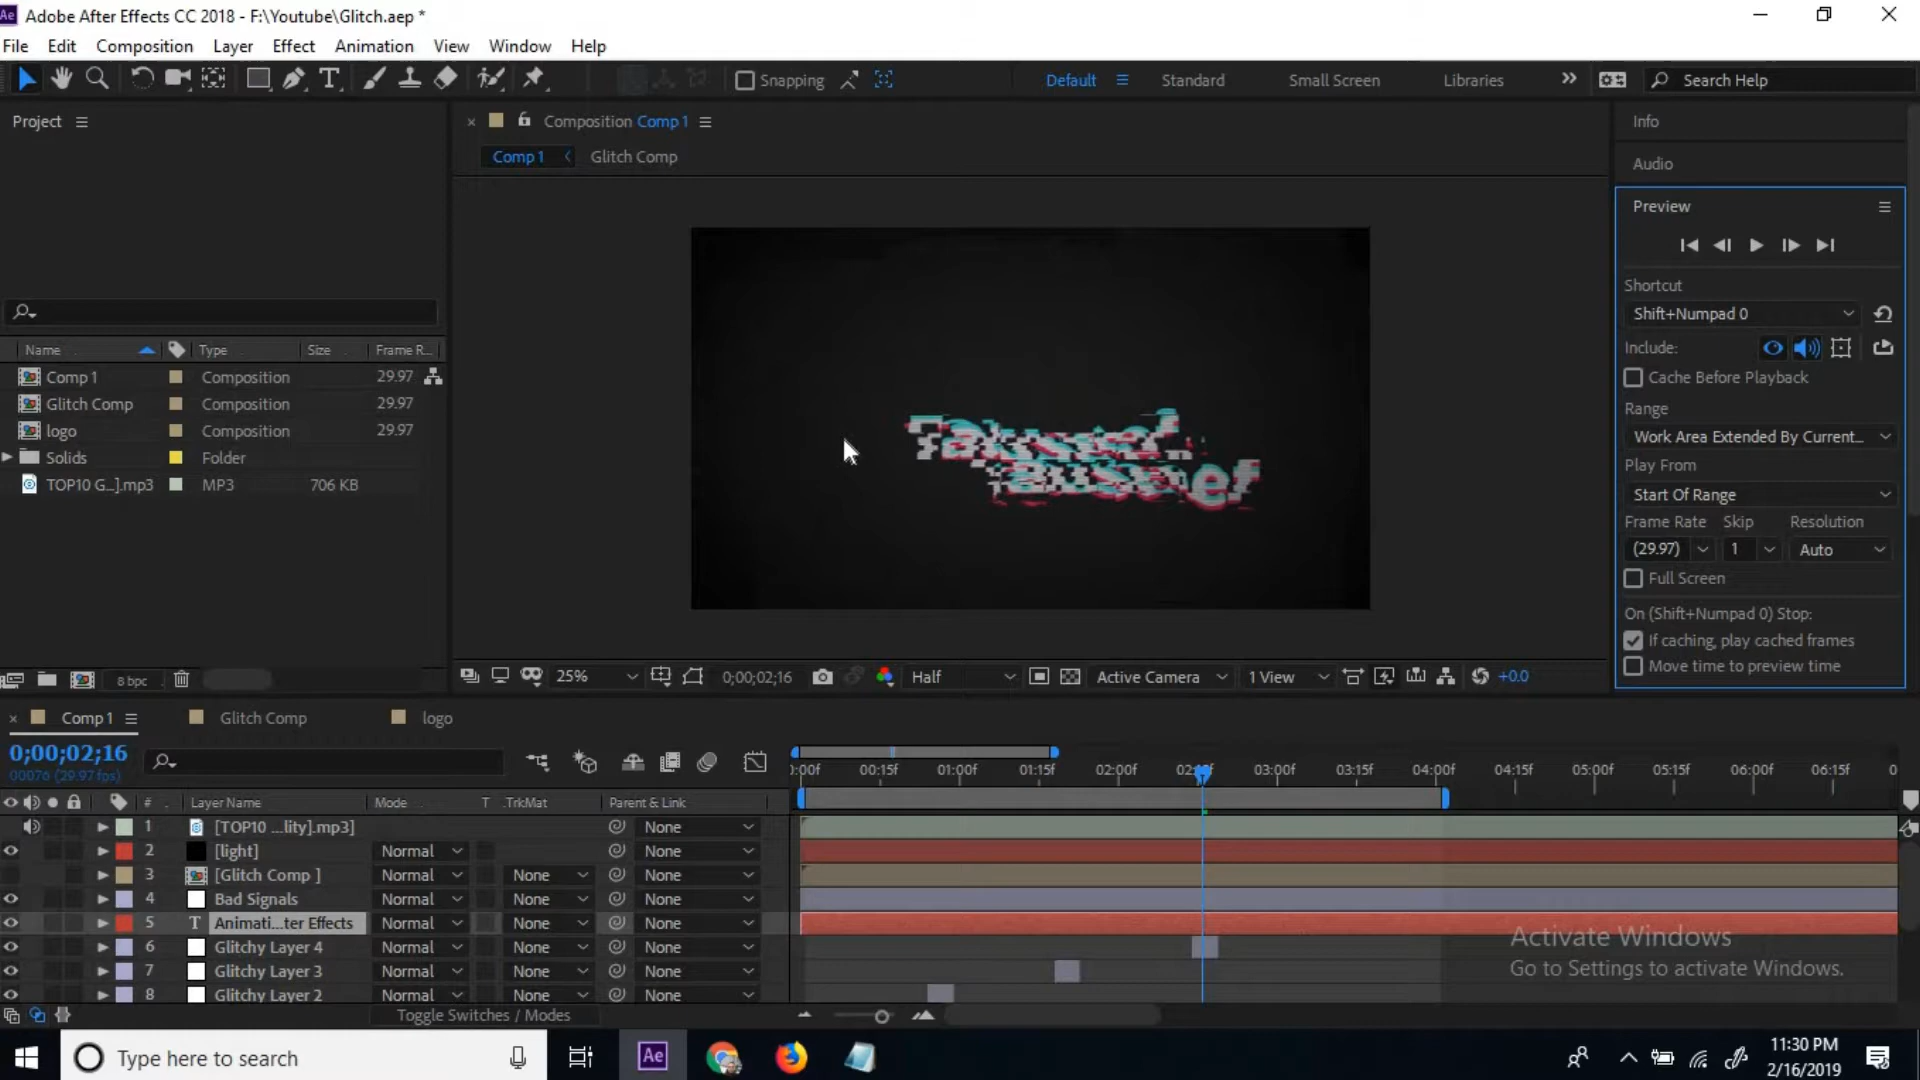 Adobe After Effects CC 2018 - F:\Youtube\Glitch.aep *
File Edit Composition Layer Effect Animation View Window Help
Snapping Default Standard Small Screen Libraries Search Help
Project
Composition Comp 1
Comp 1 Glitch Comp
Name Type Size Frame R...
Comp 1 Composition 29.97
Glitch Comp Composition 29.97
logo Composition 29.97
Solids Folder
TOP10 G...].mp3 MP3 706 KB
8 bpc
25% 0;00;02;16 Half Active Camera 1 View +0.0
Info
Audio
Preview
Shortcut
Shift+Numpad 0
Include:
Cache Before Playback
Range
Work Area Extended By Current...
Play From
Start Of Range
Frame Rate Skip Resolution
(29.97) 1 Auto
Full Screen
On (Shift+Numpad 0) Stop:
If caching, play cached frames
Move time to preview time
Comp 1 Glitch Comp logo
0;00;02;16
00076 (29.97 fps)
00:15f 01:00f 01:15f 02:00f 03:00f 03:15f 04:00f 04:15f 05:00f 05:15f 06:00f 06:15f
# Layer Name Mode T .TrkMat Parent & Link
1 [TOP10 ...lity].mp3] None
2 [light] Normal None
3 [Glitch Comp ] Normal None None
4 Bad Signals Normal None None
5 T Animati...ter Effects Normal None None
6 Glitchy Layer 4 Normal None None
7 Glitchy Layer 3 Normal None None
8 Glitchy Layer 2 Normal None None
Toggle Switches / Modes
Activate Windows
Go to Settings to activate Windows.
Type here to search
Ae
11:30 PM
2/16/2019